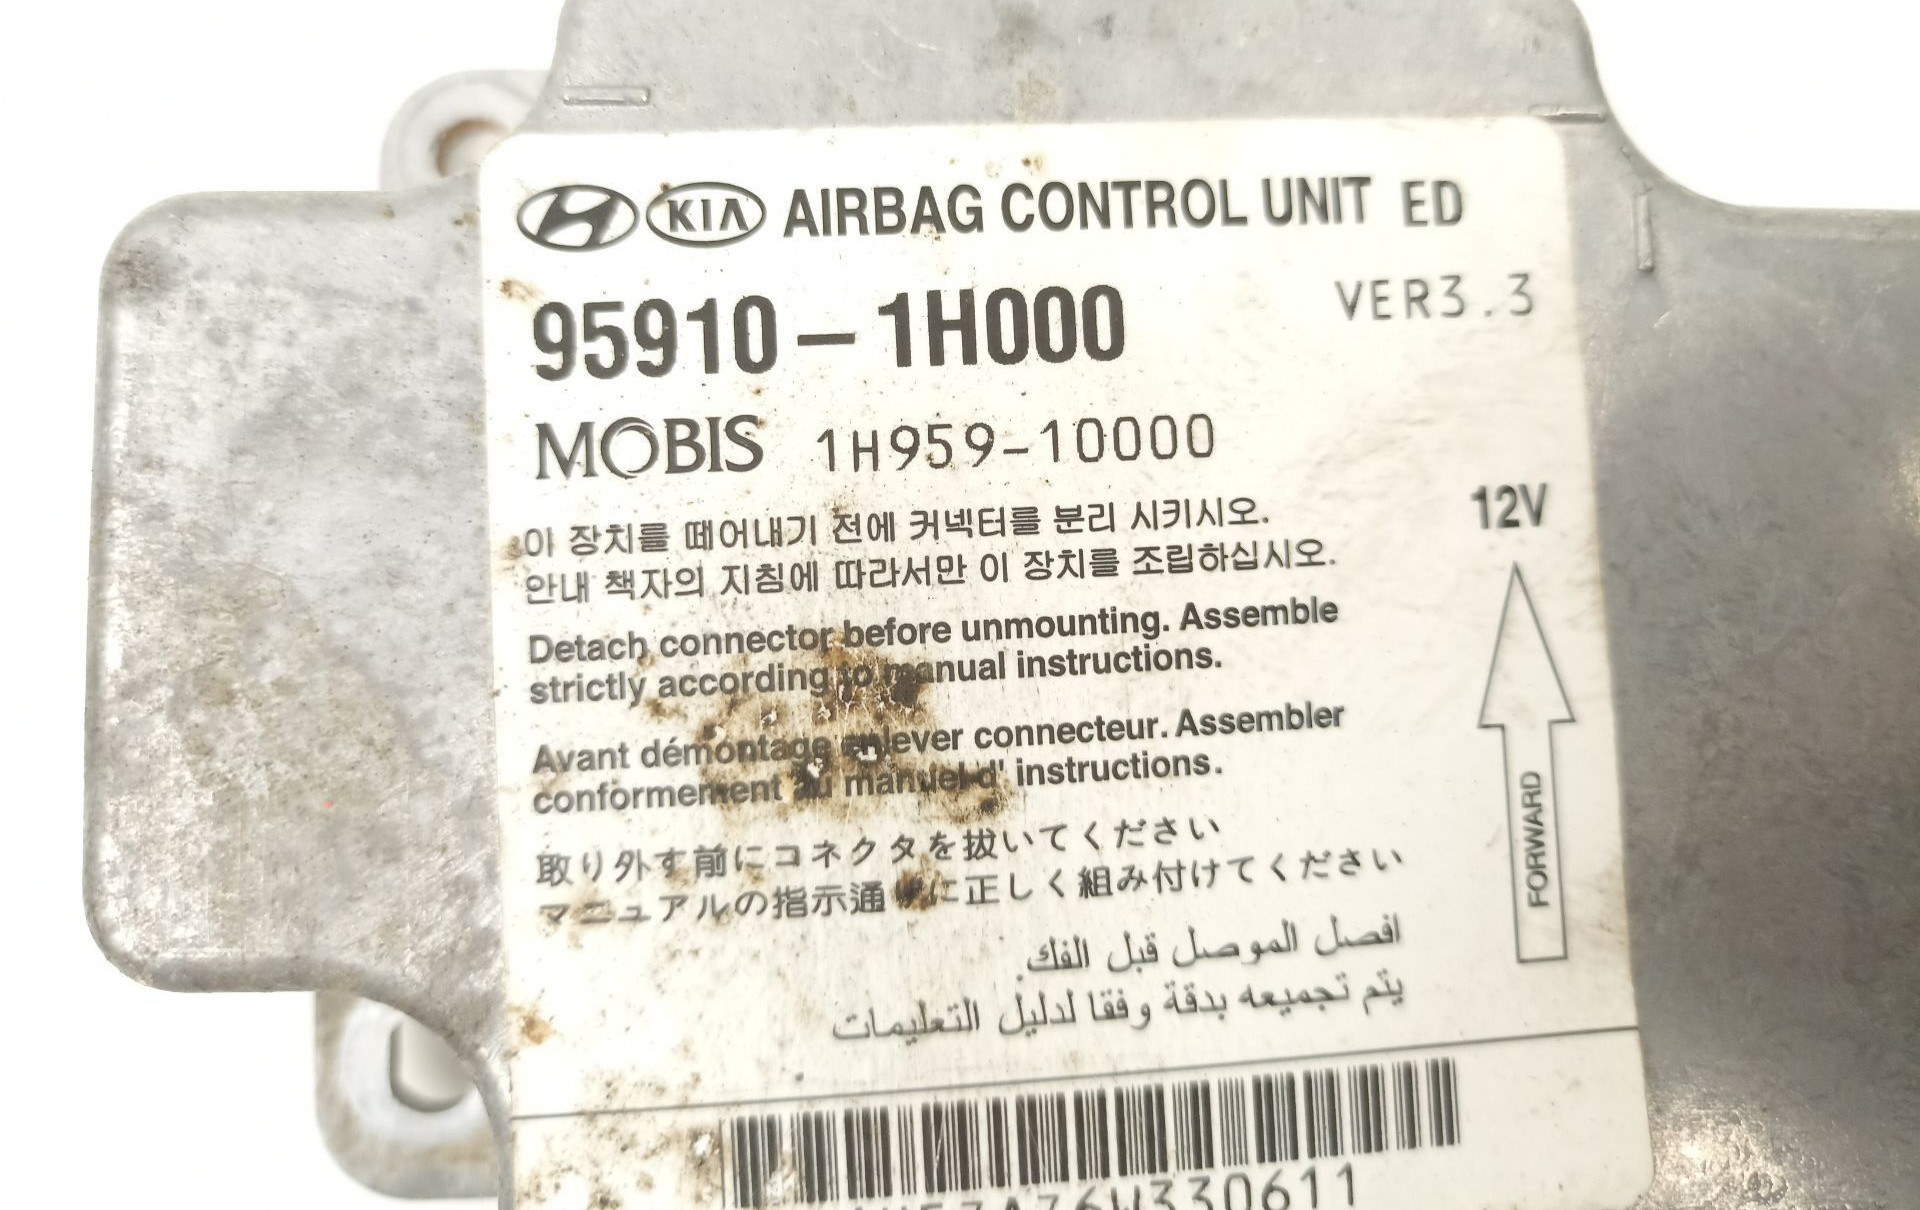 KIA AIRBAG CONTROL UNIT ED
95910-1H000 VER3.3
MOBIS 1H959-10000
이 장치를 떼어내기 전에 커넥터를 분리 시키시오.
안내 책자의 지침에 따라서만 이 장치를 조립하십시오.
12V
Detach connector before unmounting. Assemble
strictly according to manual instructions.
Avant démontage enlever connecteur. Assembler
conformement au manuel d' instructions.
取り外す前にコネクタを抜いてください
マニュアルの指示通りに正しく組み付けてください
افصل الموصل قبل الفك.
يتم تجميعه بدقة وفقا لدليل التعليمات
FORWARD